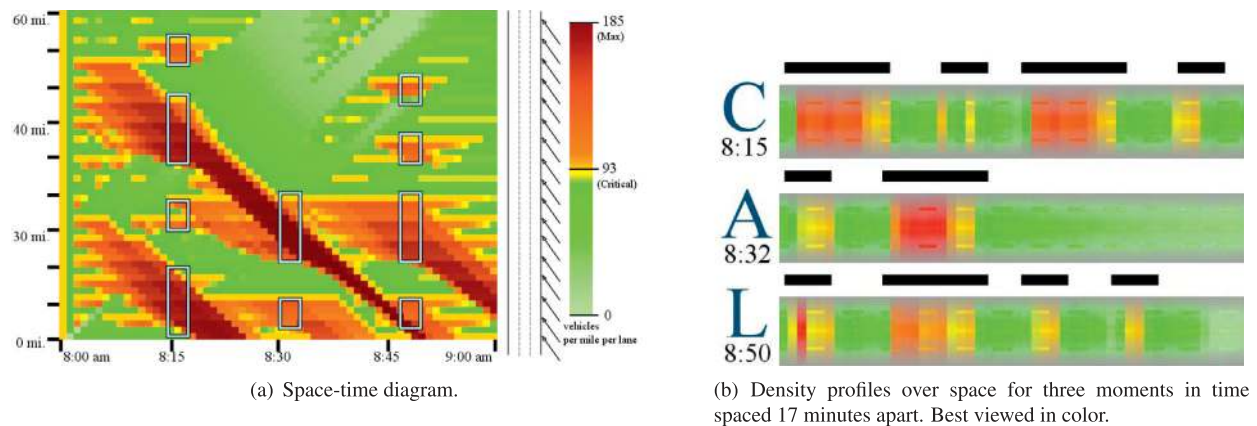 60 mi.
40 mi.
30 mi.
0 mi.
8:00 am
8:15
8:30
8:45
9:00 am
185
(Max)
93
(Critical)
0
vehicles
per mile per lane
(a) Space-time diagram.
C
8:15
A
8:32
L
8:50
(b) Density profiles over space for three moments in time
spaced 17 minutes apart. Best viewed in color.